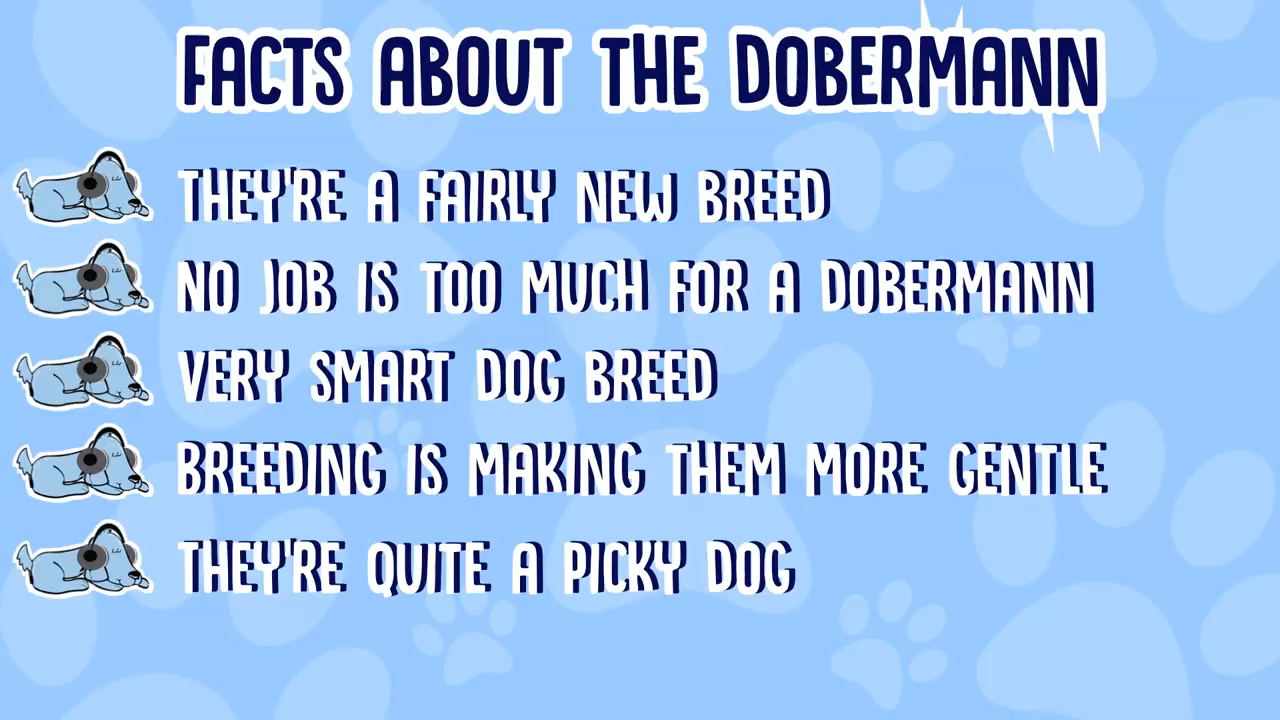 FACTS ABOUT THE DOBERMANN
THEY'RE A FAIRLY NEW BREED
NO JOB IS TOO MUCH FOR A DOBERMANN
VERY SMART DOG BREED
BREEDING IS MAKING THEM MORE GENTLE
THEY'RE QUITE A PICKY DOG